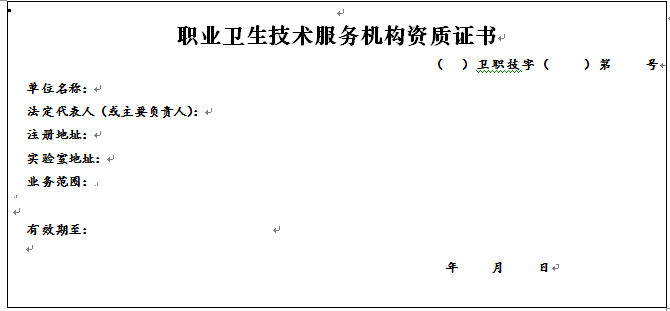 职业卫生技术服务机构资质证书
（　）卫职技字（　　）第　　号
单位名称：
法定代表人（或主要负责人）：
注册地址：
实验室地址：
业务范围：
有效期至：
年　　月　　日